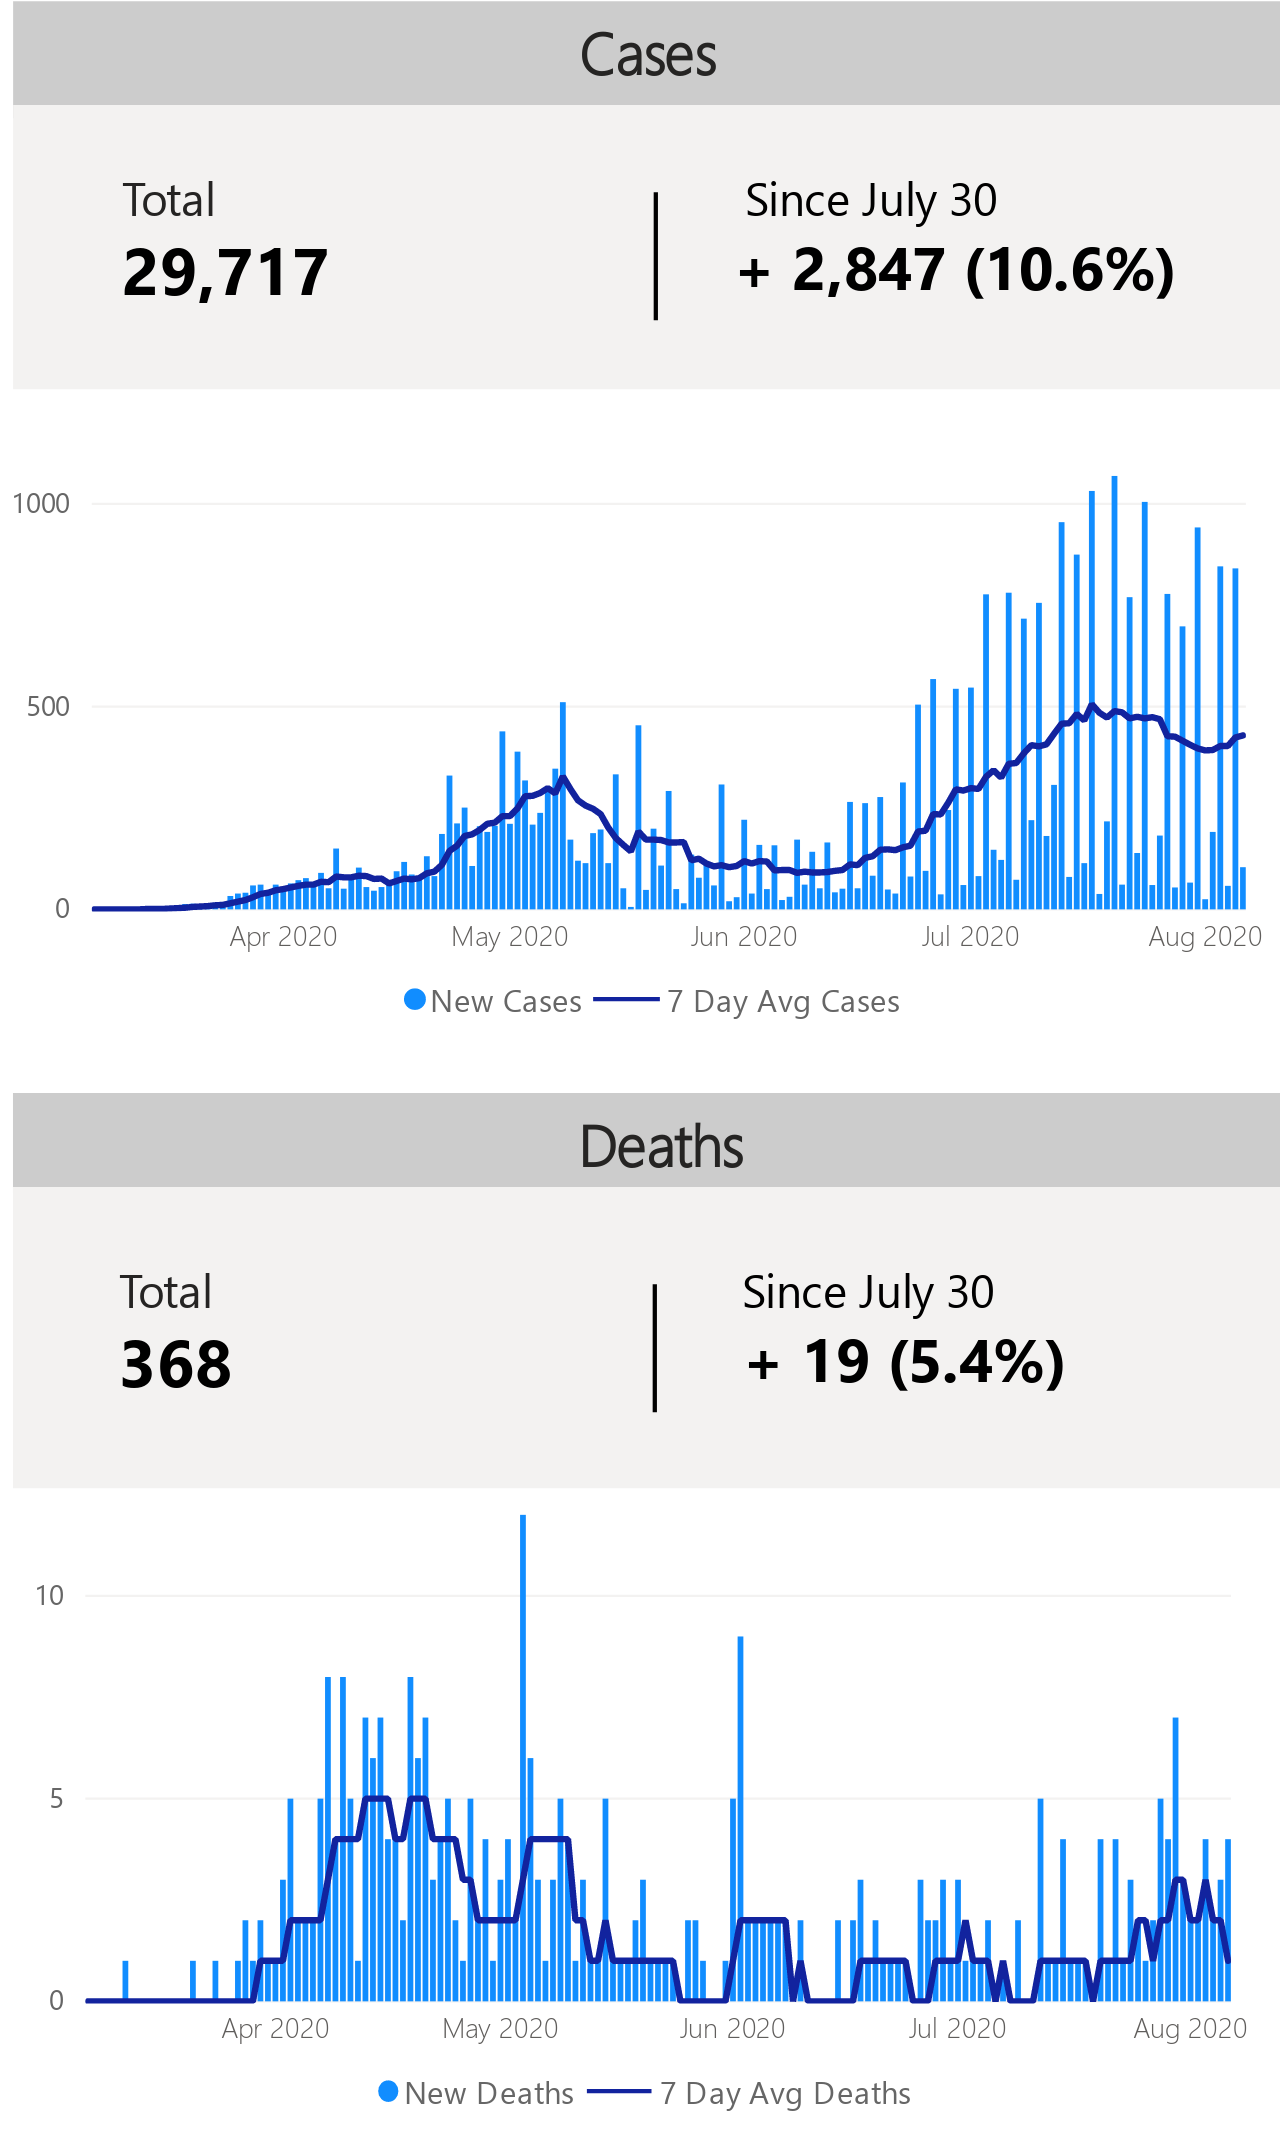 Cases
Total
Since July 30
29,717
+ 2,847 (10.6%)
1000
500
0
Apr 2020
May 2020
Jun 2020
Jul 2020
Aug 2020
New Cases
7 Day Avg Cases
Deaths
Total
Since July 30
368
+ 19 (5.4%)
10
5
0
Apr 2020
May 2020
Jun 2020
Jul 2020
Aug 2020
New Deaths
7 Day Avg Deaths